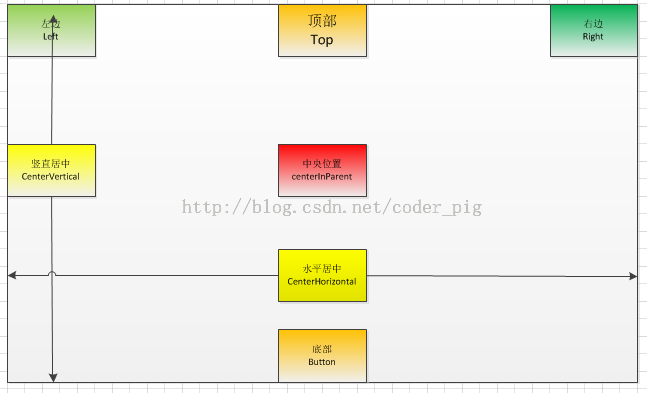 左边
Left
顶部
Top
右边
Right
竖直居中
CenterVertical
中央位置
centerInParent
http://blog.csdn.net/coder_pig
水平居中
CenterHorizontal
底部
Button